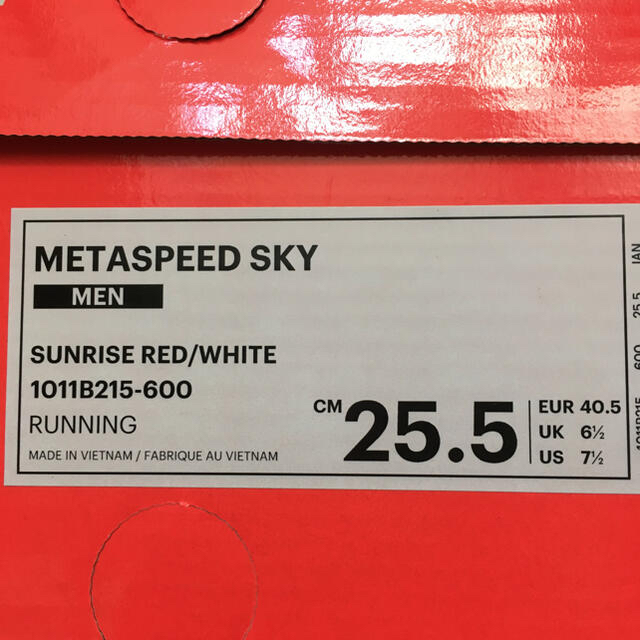 METASPEED SKY
MEN
SUNRISE RED/WHITE
1011B215-600
RUNNING
MADE IN VIETNAM / FABRIQUE AU VIETNAM
CM 25.5
EUR 40.5
UK 6½
US 7½
600 25.5